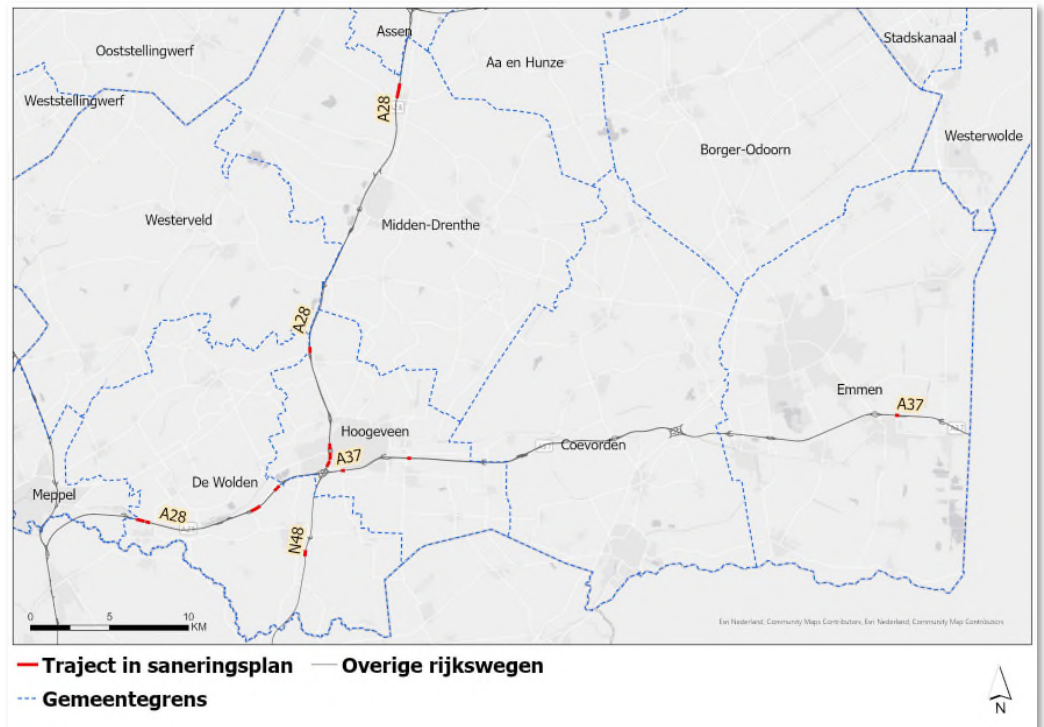 Assen
Ooststellingwerf
Stadskanaal
Aa en Hunze
Weststellingwerf
A28
Westerwolde
Borger-Odoorn
Westerveld
Midden-Drenthe
A28
Emmen
A37
Hoogeveen
Coevorden
A37
De Wolden
Meppel
A28
N48
0 5 10
KM
Esri Nederland, Community Maps Contributors, Esri Nederland, Community Map Contributors
Traject in saneringsplan Overige rijkswegen
Gemeentegrens
N